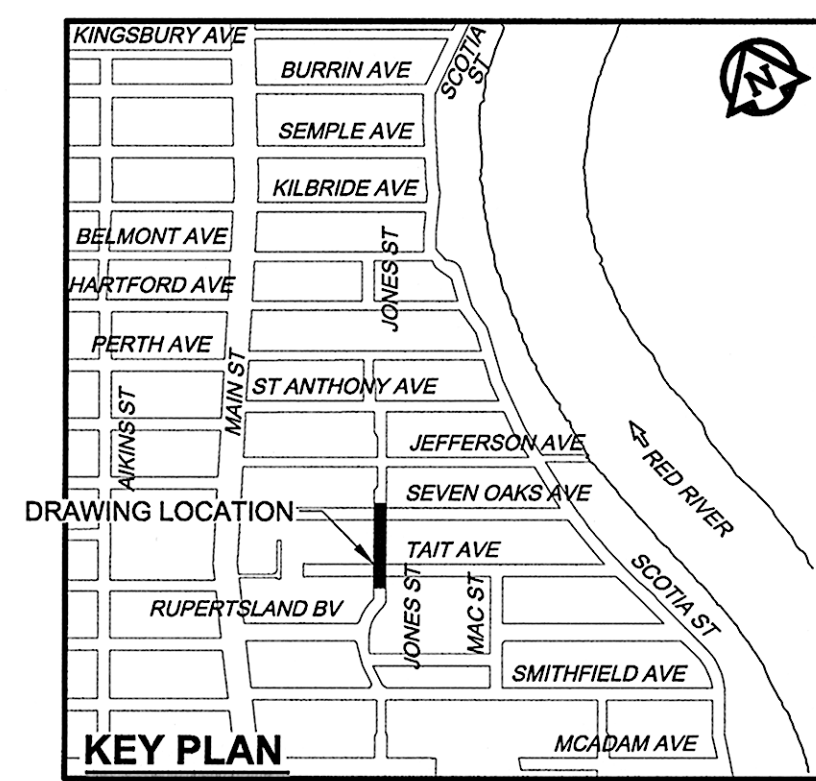 KINGSBURY AVE
SCOTIA ST
BURRIN AVE
N
SEMPLE AVE
KILBRIDE AVE
BELMONT AVE
JONES ST
HARTFORD AVE
PERTH AVE
MAIN ST
ST ANTHONY AVE
AIKINS ST
JEFFERSON AVE
RED RIVER
SEVEN OAKS AVE
DRAWING LOCATION
TAIT AVE
SCOTIA ST
RUPERTSLAND BV
JONES ST
MAC ST
SMITHFIELD AVE
KEY PLAN
MCADAM AVE